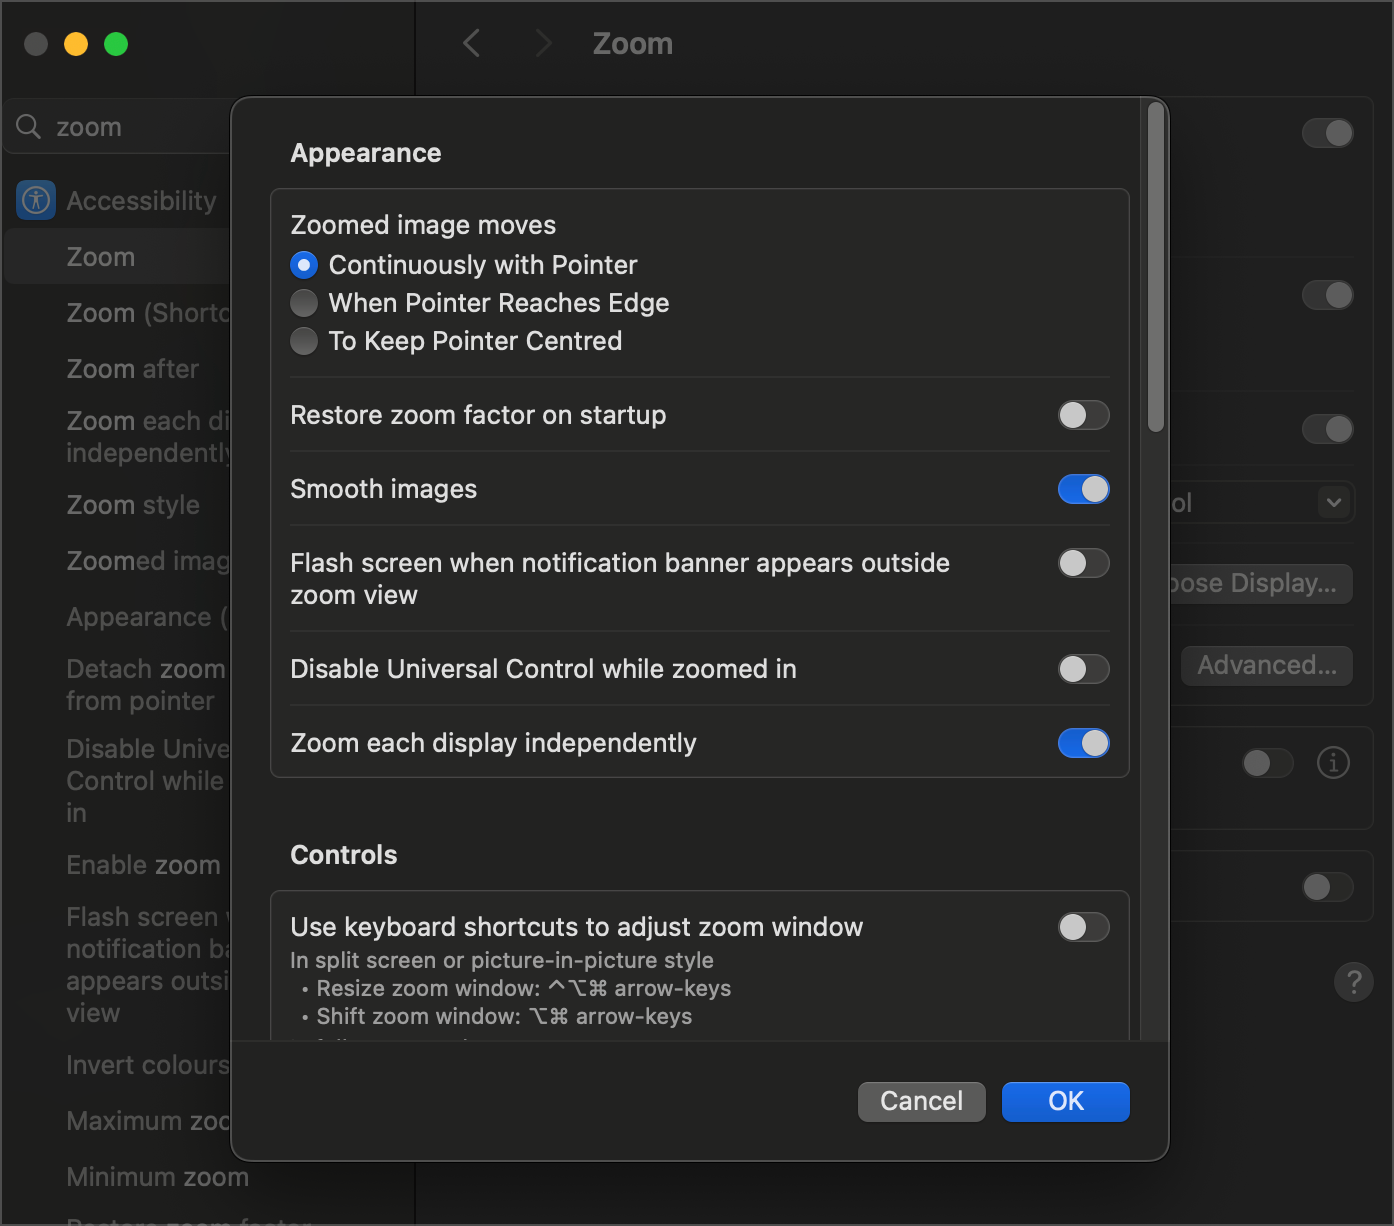 Zoom
zoom
Accessibility
Zoom
Zoom (Shortc
Zoom after
Zoom each di
independently
Zoom style
Zoomed imag
Appearance (
Detach zoom
from pointer
Disable Unive
Control while
in
Enable zoom
Flash screen
notification ba
appears outsi
view
Invert colours
Maximum zoo
Minimum zoom
Restore zoom factor
Appearance
Zoomed image moves
Continuously with Pointer
When Pointer Reaches Edge
To Keep Pointer Centred
Restore zoom factor on startup
Smooth images
Flash screen when notification banner appears outside
zoom view
Disable Universal Control while zoomed in
Zoom each display independently
Controls
Use keyboard shortcuts to adjust zoom window
In split screen or picture-in-picture style
• Resize zoom window: ^⌥⌘ arrow-keys
• Shift zoom window: ⌥⌘ arrow-keys
Cancel
OK
ol
oose Display...
Advanced...
?